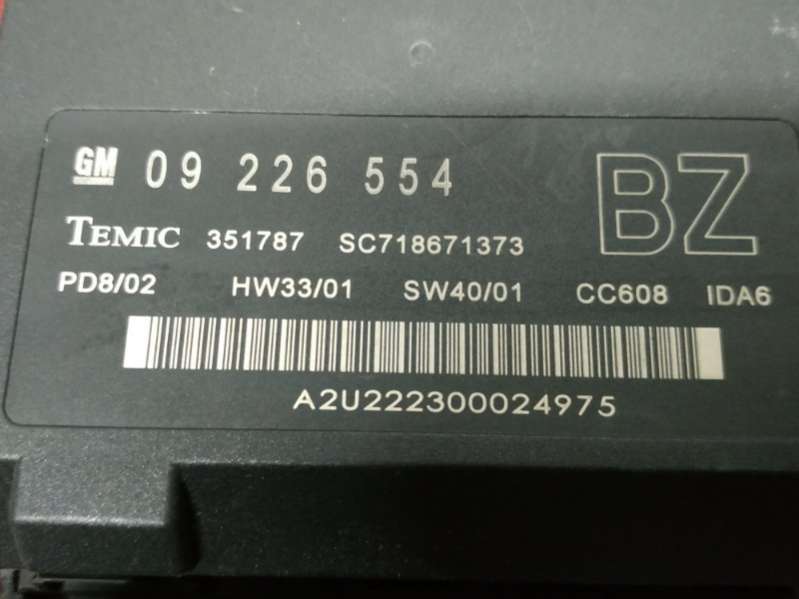 GM 09 226 554 BZ
TEMIC 351787 SC718671373
PD8/02 HW33/01 SW40/01 CC608 IDA6
A2U222300024975